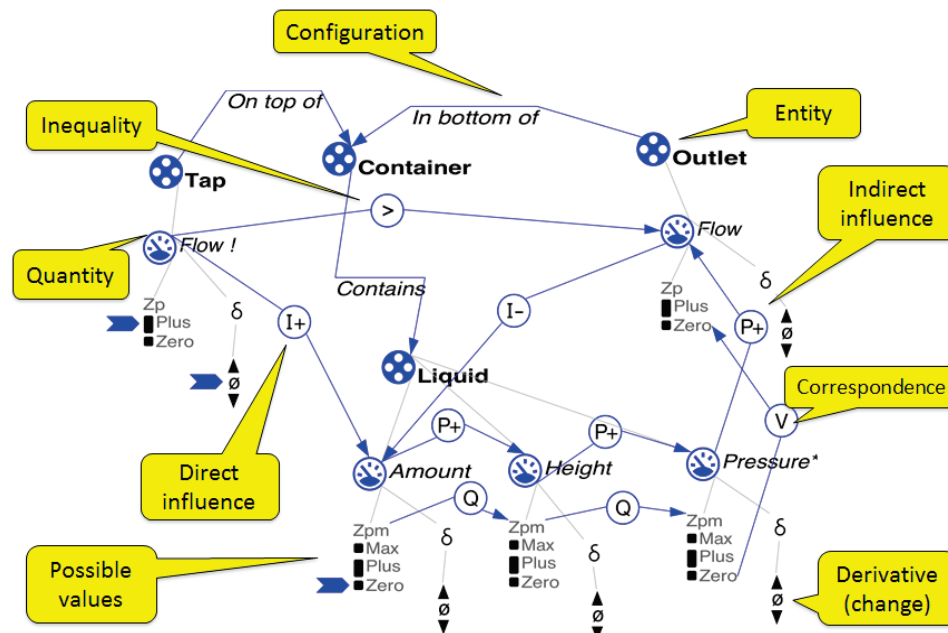 Configuration
On top of
In bottom of
Inequality
Entity
Tap
Container
Outlet
>
Indirect
influence
Flow !
Flow
Quantity
Contains
Zp
Plus
Zero
δ
ø
I+
I-
Zp
Plus
Zero
δ
ø
P+
Liquid
Correspondence
V
Direct
influence
P+
P+
Amount
Height
Pressure*
Q
Q
Possible
values
Zpm
Max
Plus
Zero
δ
ø
Zpm
Max
Plus
Zero
δ
ø
Zpm
Max
Plus
Zero
δ
ø
Derivative
(change)